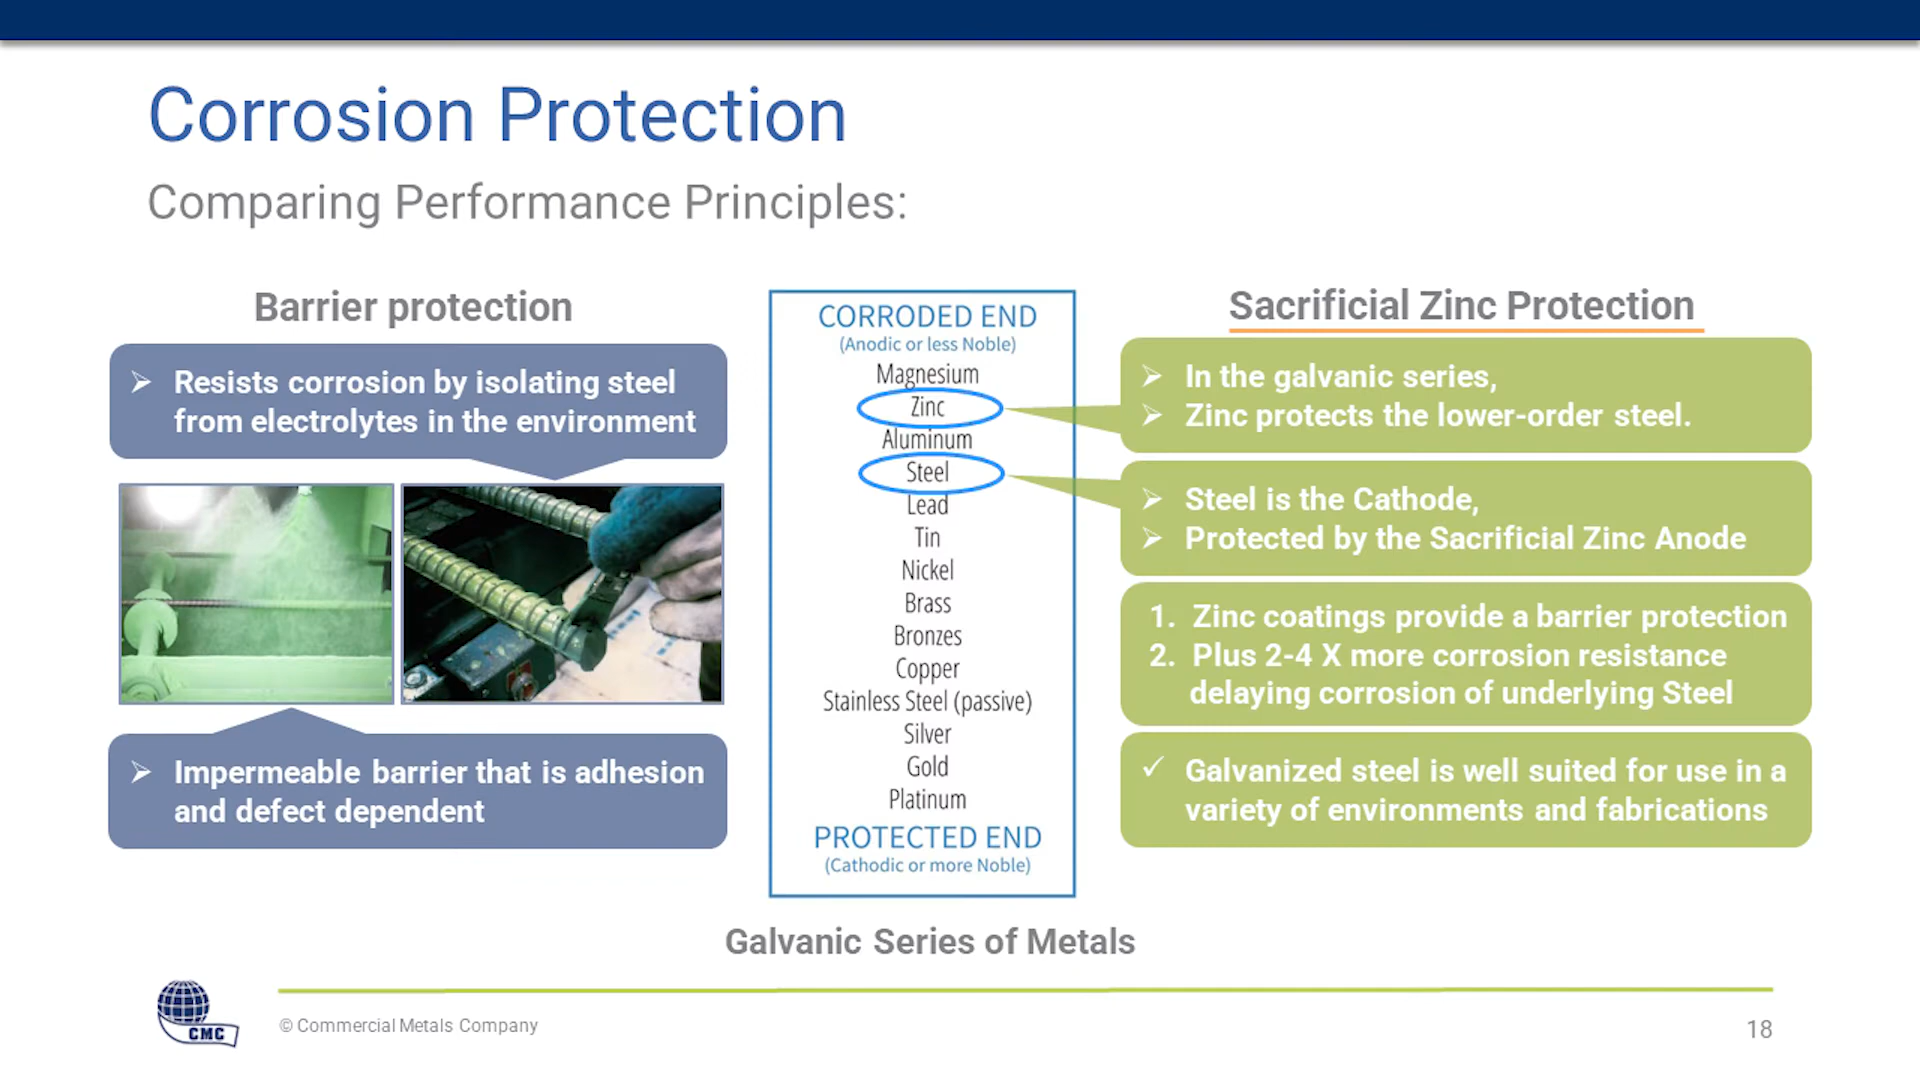 Corrosion Protection
Comparing Performance Principles:
Barrier protection
Resists corrosion by isolating steel
from electrolytes in the environment
Impermeable barrier that is adhesion
and defect dependent
CORRODED END
(Anodic or less Noble)
Magnesium
Zinc
Aluminum
Steel
Lead
Tin
Nickel
Brass
Bronzes
Copper
Stainless Steel (passive)
Silver
Gold
Platinum
PROTECTED END
(Cathodic or more Noble)
Galvanic Series of Metals
Sacrificial Zinc Protection
In the galvanic series,
Zinc protects the lower-order steel.
Steel is the Cathode,
Protected by the Sacrificial Zinc Anode
1. Zinc coatings provide a barrier protection
2. Plus 2-4 X more corrosion resistance
delaying corrosion of underlying Steel
Galvanized steel is well suited for use in a
variety of environments and fabrications
CMC
© Commercial Metals Company
18